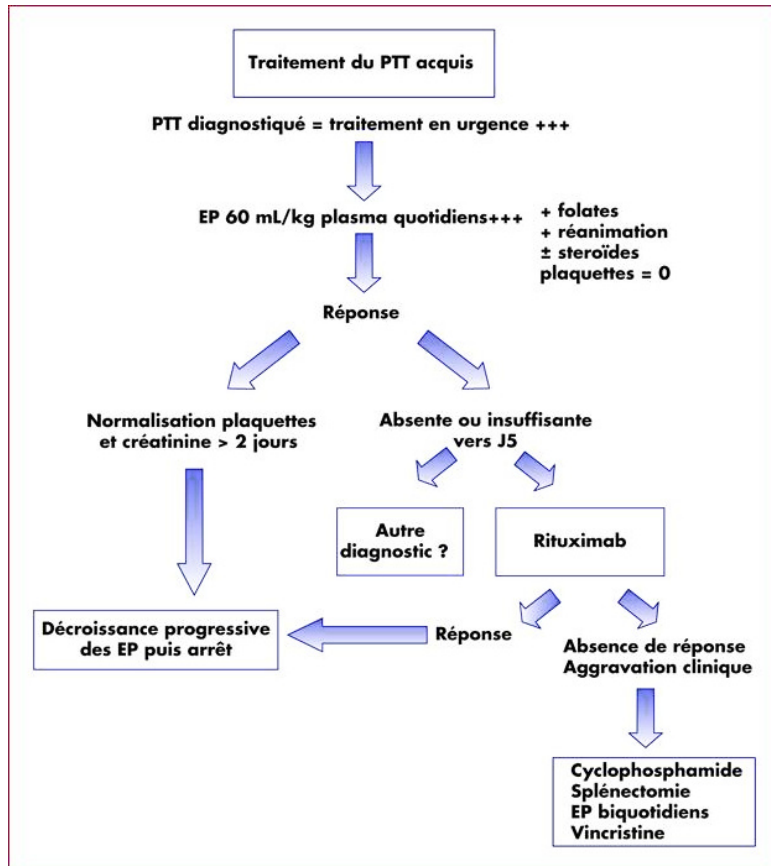 Traitement du PTT acquis
PTT diagnostiqué = traitement en urgence +++
EP 60 mL/kg plasma quotidiens+++
+ folates
+ réanimation
± steroïdes
plaquettes = 0
Réponse
Normalisation plaquettes
et créatinine > 2 jours
Absente ou insuffisante
vers J5
Autre
diagnostic ?
Rituximab
Décroissance progressive
des EP puis arrêt
Réponse
Absence de réponse
Aggravation clinique
Cyclophosphamide
Splénectomie
EP biquotidiens
Vincristine